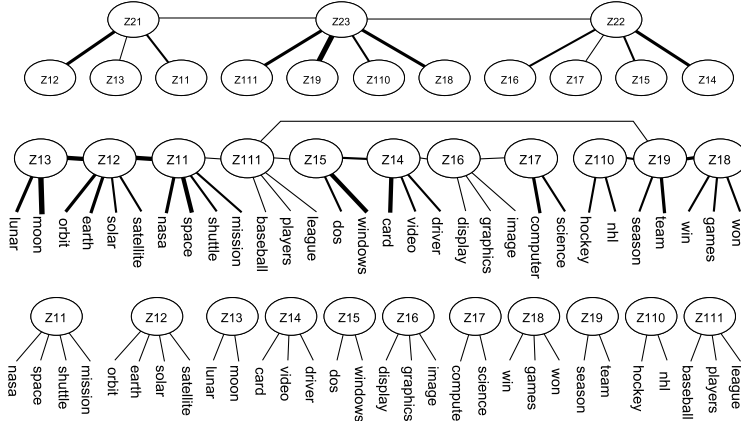 Z21 Z23 Z22
Z12 Z13 Z11 Z111 Z19 Z110 Z18 Z16 Z17 Z15 Z14
Z13 Z12 Z11 Z111 Z15 Z14 Z16 Z17 Z110 Z19 Z18
lunar moon orbit earth solar satellite nasa space shuttle mission baseball players league dos windows card video driver display graphics image computer science hockey nhl season team win games won
Z11 Z12 Z13 Z14 Z15 Z16 Z17 Z18 Z19 Z110 Z111
nasa space shuttle mission orbit earth solar satellite lunar moon card video driver dos windows display graphics image compute science win games won season team hockey nhl baseball players league